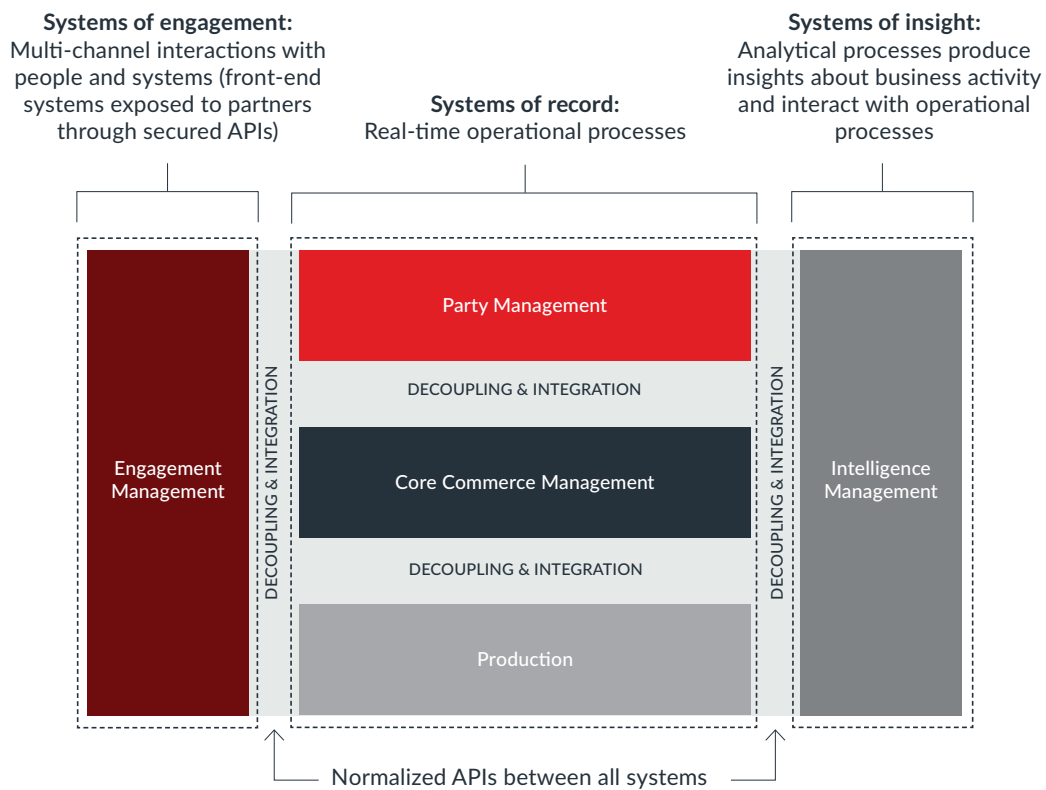 Systems of engagement:
Multi-channel interactions with
people and systems (front-end
systems exposed to partners
through secured APIs)
Systems of record:
Real-time operational processes
Systems of insight:
Analytical processes produce
insights about business activity
and interact with operational
processes
Engagement
Management
DECOUPLING & INTEGRATION
Party Management
DECOUPLING & INTEGRATION
Core Commerce Management
DECOUPLING & INTEGRATION
Production
DECOUPLING & INTEGRATION
Intelligence
Management
Normalized APIs between all systems